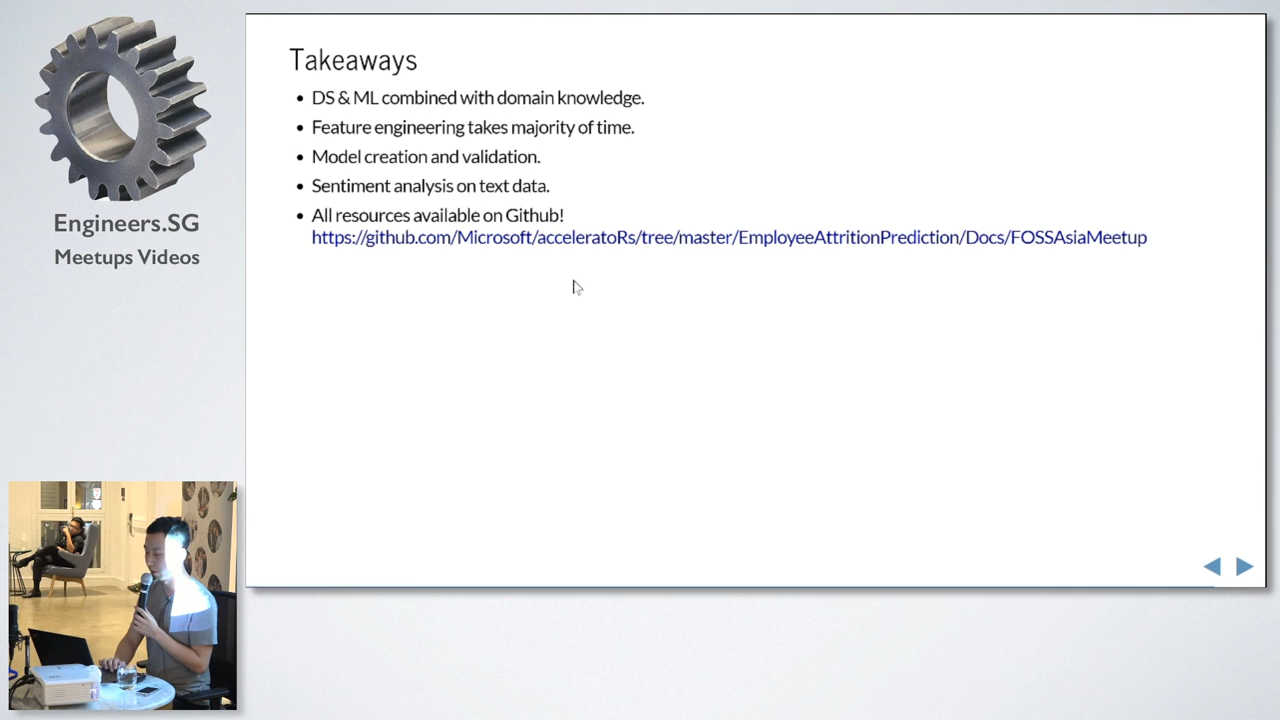 Engineers.SG
Meetups Videos
Takeaways
• DS & ML combined with domain knowledge.
• Feature engineering takes majority of time.
• Model creation and validation.
• Sentiment analysis on text data.
• All resources available on Github!
https://github.com/Microsoft/acceleratoRs/tree/master/EmployeeAttritionPrediction/Docs/FOSSAsiaMeetup